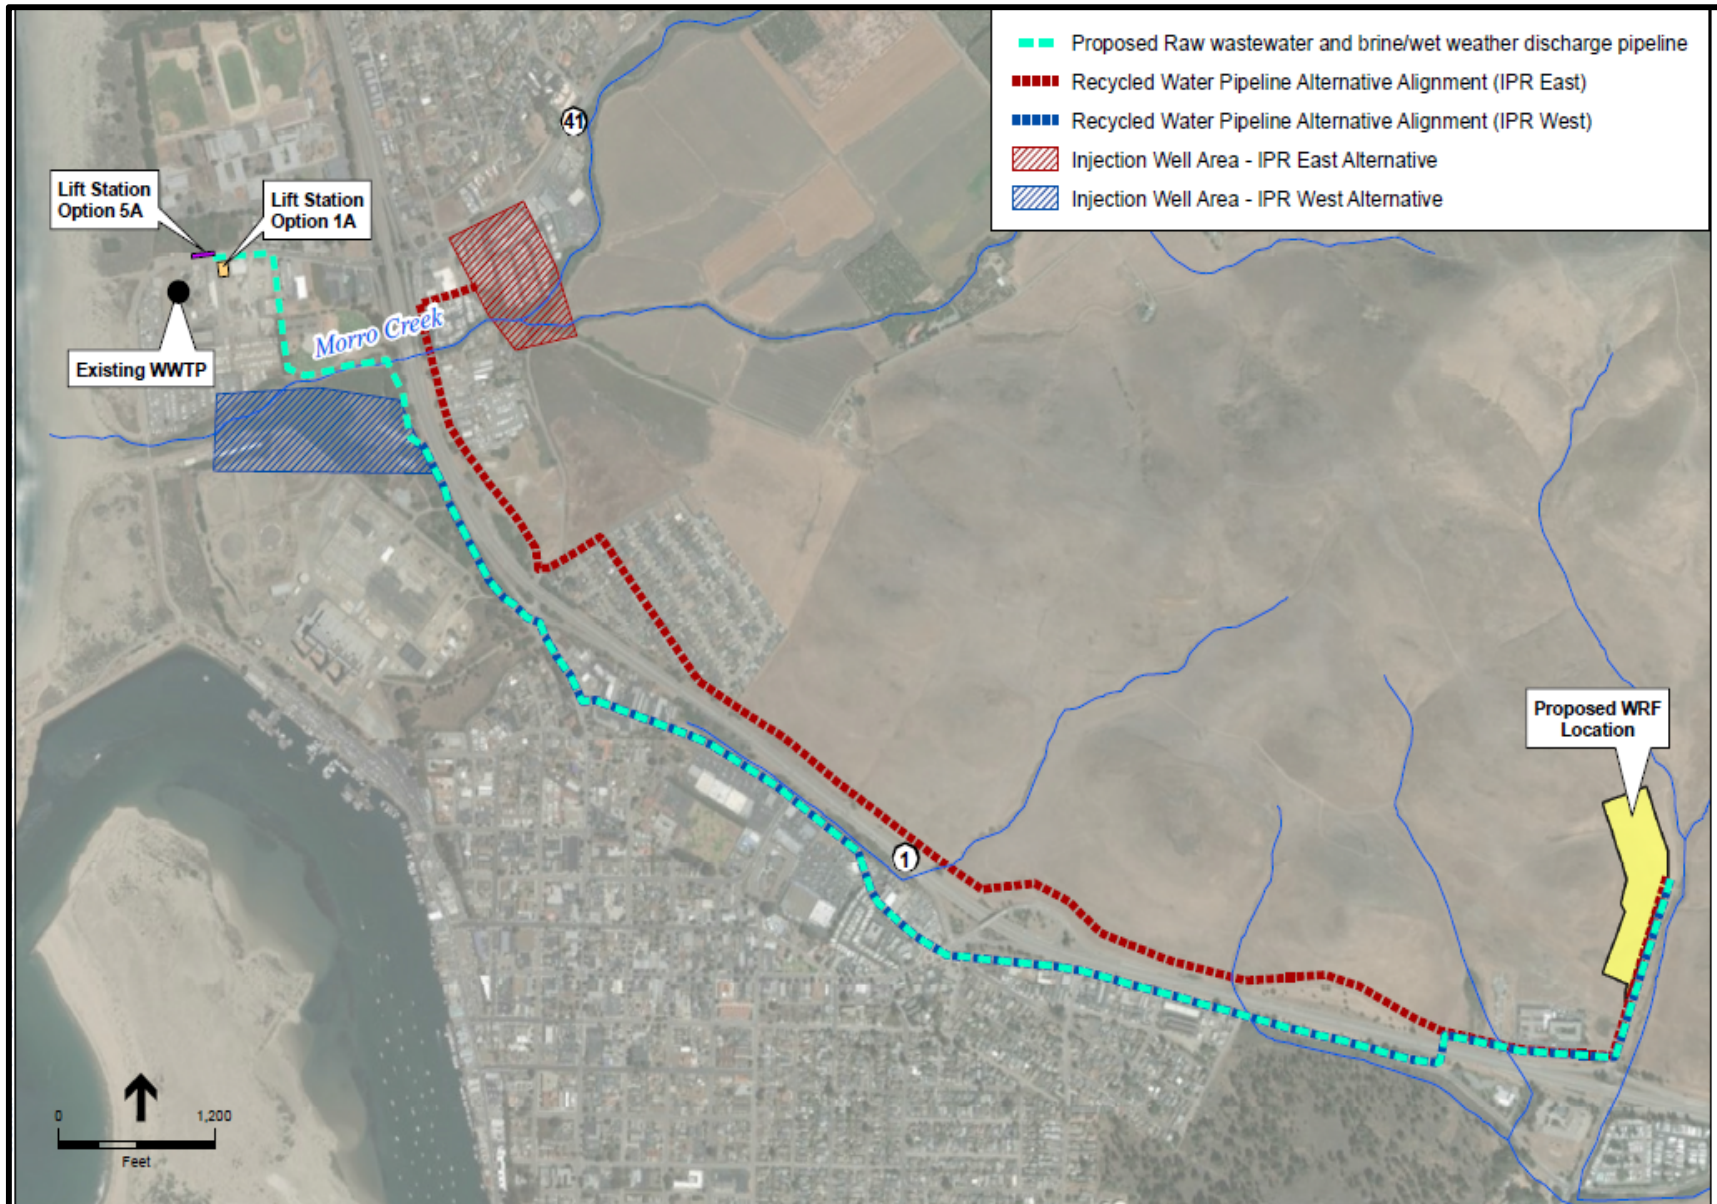 Proposed Raw wastewater and brine/wet weather discharge pipeline
Recycled Water Pipeline Alternative Alignment (IPR East)
Recycled Water Pipeline Alternative Alignment (IPR West)
Injection Well Area - IPR East Alternative
Injection Well Area - IPR West Alternative
41
Lift Station
Option 5A
Lift Station
Option 1A
Existing WWTP
Morro Creek
Proposed WRF
Location
1
0
1,200
Feet